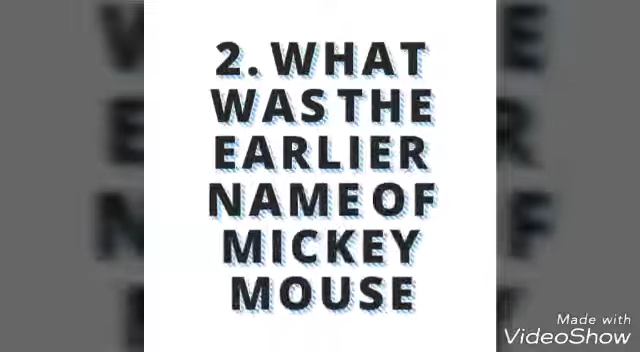 2. WHAT
WAS THE
EARLIER
NAME OF
MICKEY
MOUSE
Made with
VideoShow